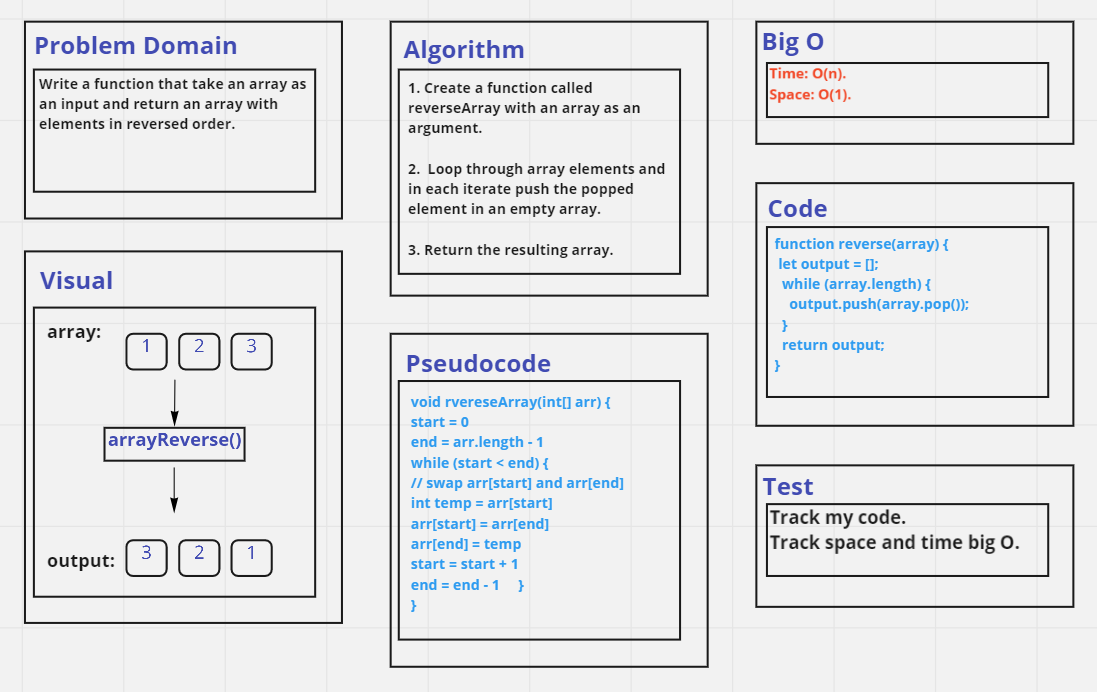 Problem Domain
Write a function that take an array as
an input and return an array with
elements in reversed order.
Visual
array:
1 2 3
arrayReverse()
output:
3 2 1
Algorithm
1. Create a function called
reverseArray with an array as an
argument.
2. Loop through array elements and
in each iterate push the popped
element in an empty array.
3. Return the resulting array.
Pseudocode
void rvereseArray(int[] arr) {
start = 0
end = arr.length - 1
while (start < end) {
// swap arr[start] and arr[end]
int temp = arr[start]
arr[start] = arr[end]
arr[end] = temp
start = start + 1
end = end - 1 }
}
Big O
Time: O(n).
Space: O(1).
Code
function reverse(array) {
let output = [];
while (array.length) {
output.push(array.pop());
}
return output;
}
Test
Track my code.
Track space and time big O.